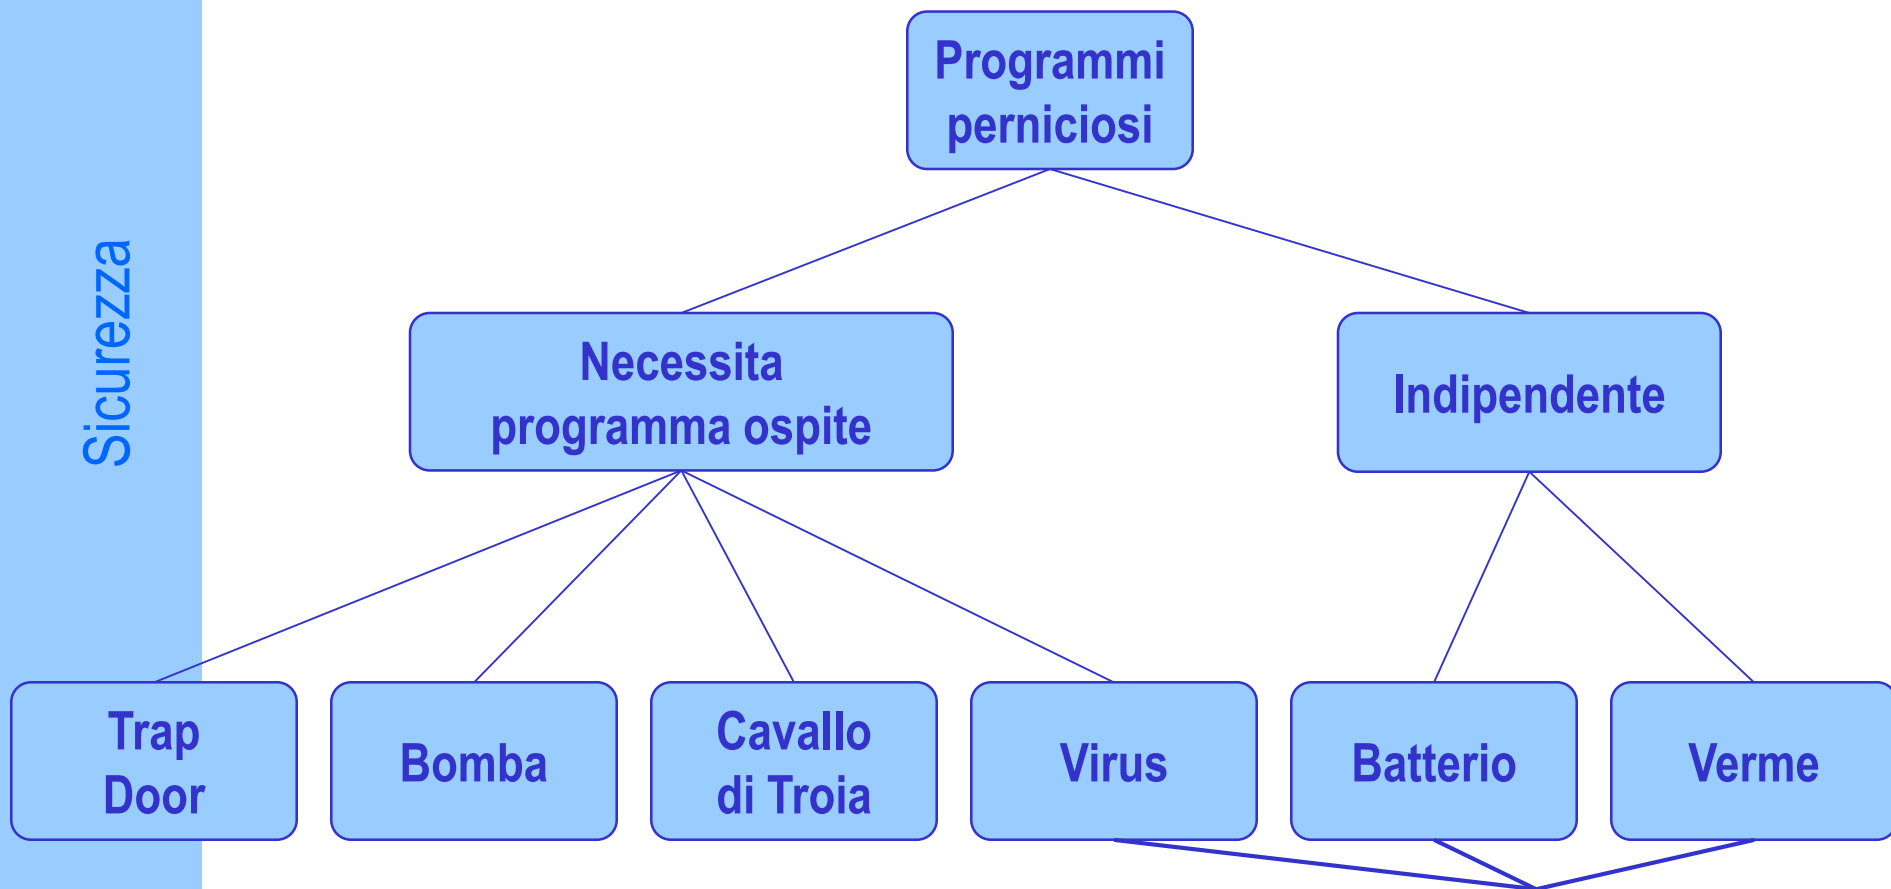 Sicurezza
Programmi
perniciosi
Necessita
programma ospite
Indipendente
Trap
Door
Bomba
Cavallo
di Troia
Virus
Batterio
Verme